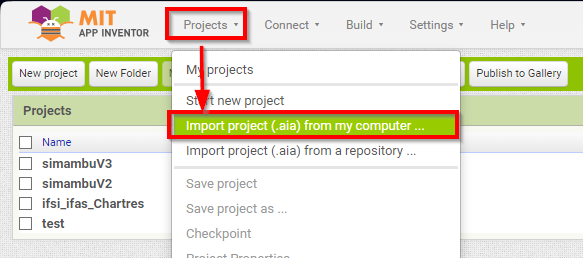 MIT
APP INVENTOR
Projects Connect Build Settings Help
New project New Folder Publish to Gallery
My projects
Start new project
Import project (.aia) from my computer ...
Import project (.aia) from a repository ...
Save project
Save project as ...
Checkpoint
Project Properties
Projects
Name
simambuV3
simambuV2
ifsi_ifas_Chartres
test